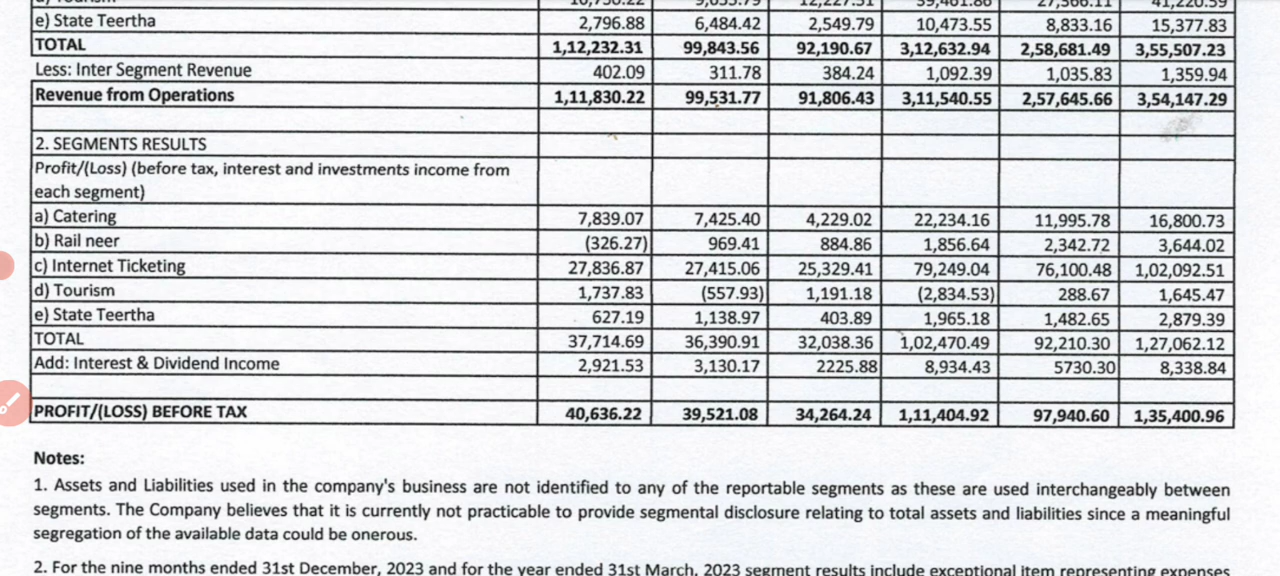 e) State Teertha 2,796.88 6,484.42 2,549.79 10,473.55 8,833.16 15,377.83
TOTAL 1,12,232.31 99,843.56 92,190.67 3,12,632.94 2,58,681.49 3,55,507.23
Less: Inter Segment Revenue 402.09 311.78 384.24 1,092.39 1,035.83 1,359.94
Revenue from Operations 1,11,830.22 99,531.77 91,806.43 3,11,540.55 2,57,645.66 3,54,147.29
2. SEGMENTS RESULTS
Profit/(Loss) (before tax, interest and investments income from
each segment)
a) Catering 7,839.07 7,425.40 4,229.02 22,234.16 11,995.78 16,800.73
b) Rail neer (326.27) 969.41 884.86 1,856.64 2,342.72 3,644.02
c) Internet Ticketing 27,836.87 27,415.06 25,329.41 79,249.04 76,100.48 1,02,092.51
d) Tourism 1,737.83 (557.93) 1,191.18 (2,834.53) 288.67 1,645.47
e) State Teertha 627.19 1,138.97 403.89 1,965.18 1,482.65 2,879.39
TOTAL 37,714.69 36,390.91 32,038.36 1,02,470.49 92,210.30 1,27,062.12
Add: Interest & Dividend Income 2,921.53 3,130.17 2225.88 8,934.43 5730.30 8,338.84
PROFIT/(LOSS) BEFORE TAX 40,636.22 39,521.08 34,264.24 1,11,404.92 97,940.60 1,35,400.96
Notes:
1. Assets and Liabilities used in the company's business are not identified to any of the reportable segments as these are used interchangeably between
segments. The Company believes that it is currently not practicable to provide segmental disclosure relating to total assets and liabilities since a meaningful
segregation of the available data could be onerous.
2. For the nine months ended 31st December, 2023 and for the year ended 31st March, 2023 segment results include exceptional item representing expenses